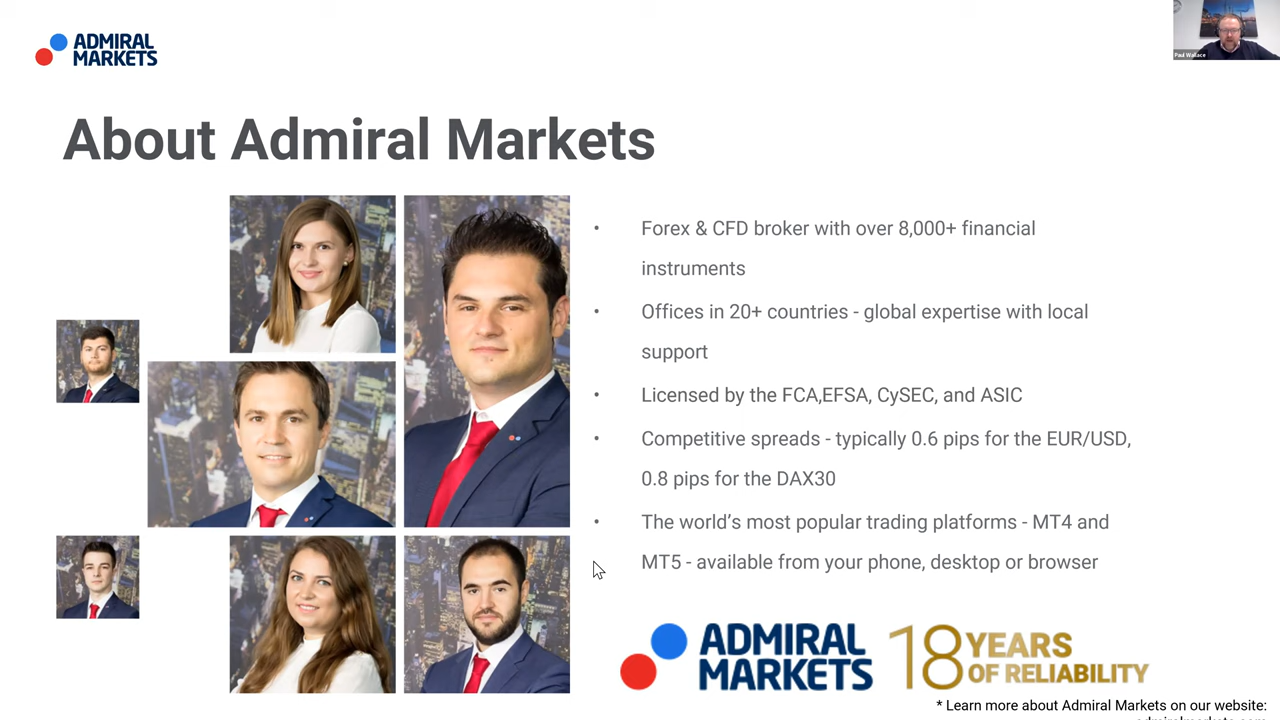 ADMIRAL
MARKETS
Paul Wallace
About Admiral Markets
• Forex & CFD broker with over 8,000+ financial
instruments
• Offices in 20+ countries - global expertise with local
support
• Licensed by the FCA,EFSA, CySEC, and ASIC
• Competitive spreads - typically 0.6 pips for the EUR/USD,
0.8 pips for the DAX30
• The world’s most popular trading platforms - MT4 and
MT5 - available from your phone, desktop or browser
ADMIRAL
MARKETS
18 YEARS
OF RELIABILITY
* Learn more about Admiral Markets on our website:
admiralmarkets.com